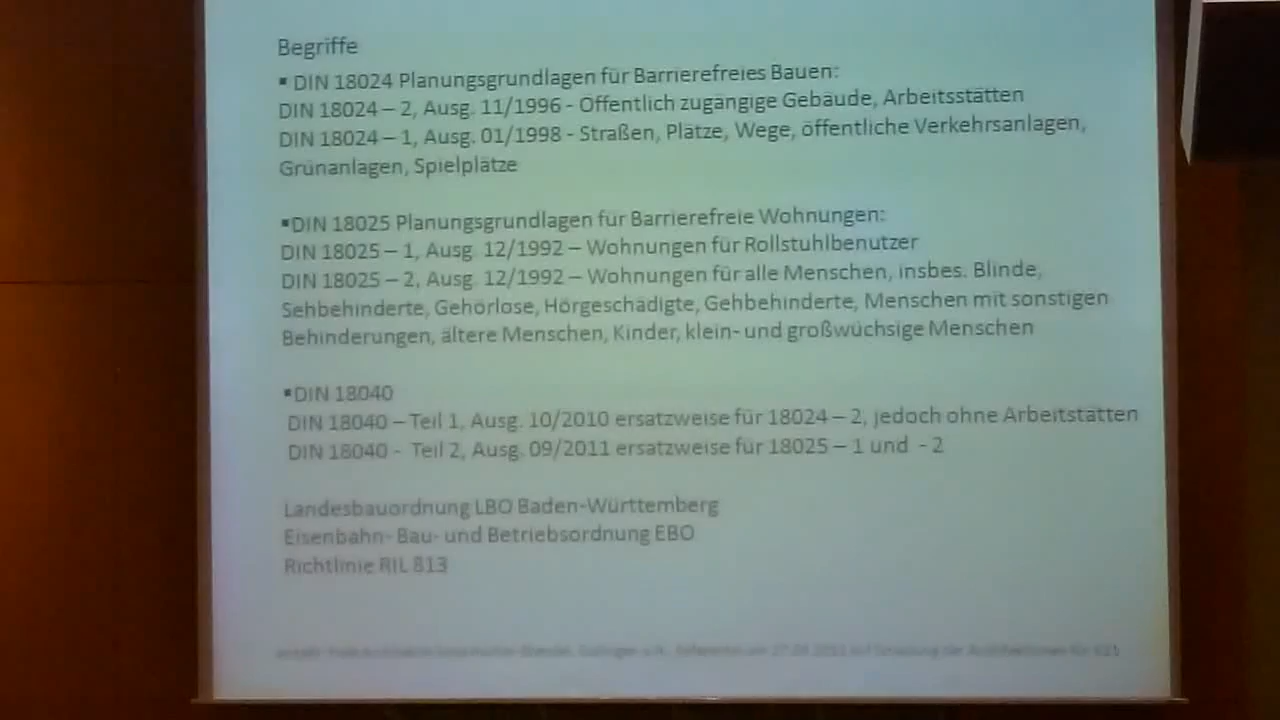 Begriffe
▪ DIN 18024 Planungsgrundlagen für Barrierefreies Bauen:
DIN 18024 – 2, Ausg. 11/1996 - Öffentlich zugängige Gebäude, Arbeitsstätten
DIN 18024 – 1, Ausg. 01/1998 - Straßen, Plätze, Wege, öffentliche Verkehrsanlagen,
Grünanlagen, Spielplätze
▪DIN 18025 Planungsgrundlagen für Barrierefreie Wohnungen:
DIN 18025 – 1, Ausg. 12/1992 – Wohnungen für Rollstuhlbenutzer
DIN 18025 – 2, Ausg. 12/1992 – Wohnungen für alle Menschen, insbes. Blinde,
Sehbehinderte, Gehörlose, Hörgeschädigte, Gehbehinderte, Menschen mit sonstigen
Behinderungen, ältere Menschen, Kinder, klein- und großwüchsige Menschen
▪DIN 18040
DIN 18040 – Teil 1, Ausg. 10/2010 ersatzweise für 18024 – 2, jedoch ohne Arbeitstätten
DIN 18040 - Teil 2, Ausg. 09/2011 ersatzweise für 18025 – 1 und - 2
Landesbauordnung LBO Baden-Württemberg
Eisenbahn- Bau- und Betriebsordnung EBO
Richtlinie RIL 813